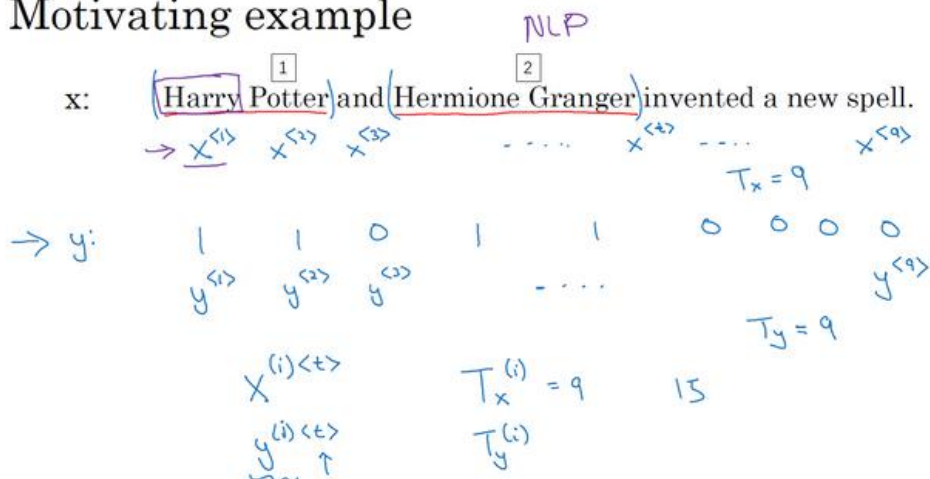 Motivating example
NLP
1 2
x: (Harry Potter) and (Hermione Granger) invented a new spell.
→ x<1> x<2> x<3> ..... x<t> .... x<9>
Tx = 9
→ y: 1 1 0 1 1 0 0 0 0
y<1> y<2> y<3> .... y<9>
Ty = 9
X(i)<t> Tx(i) = 9 15
y(i)<t> Ty(i)
↑